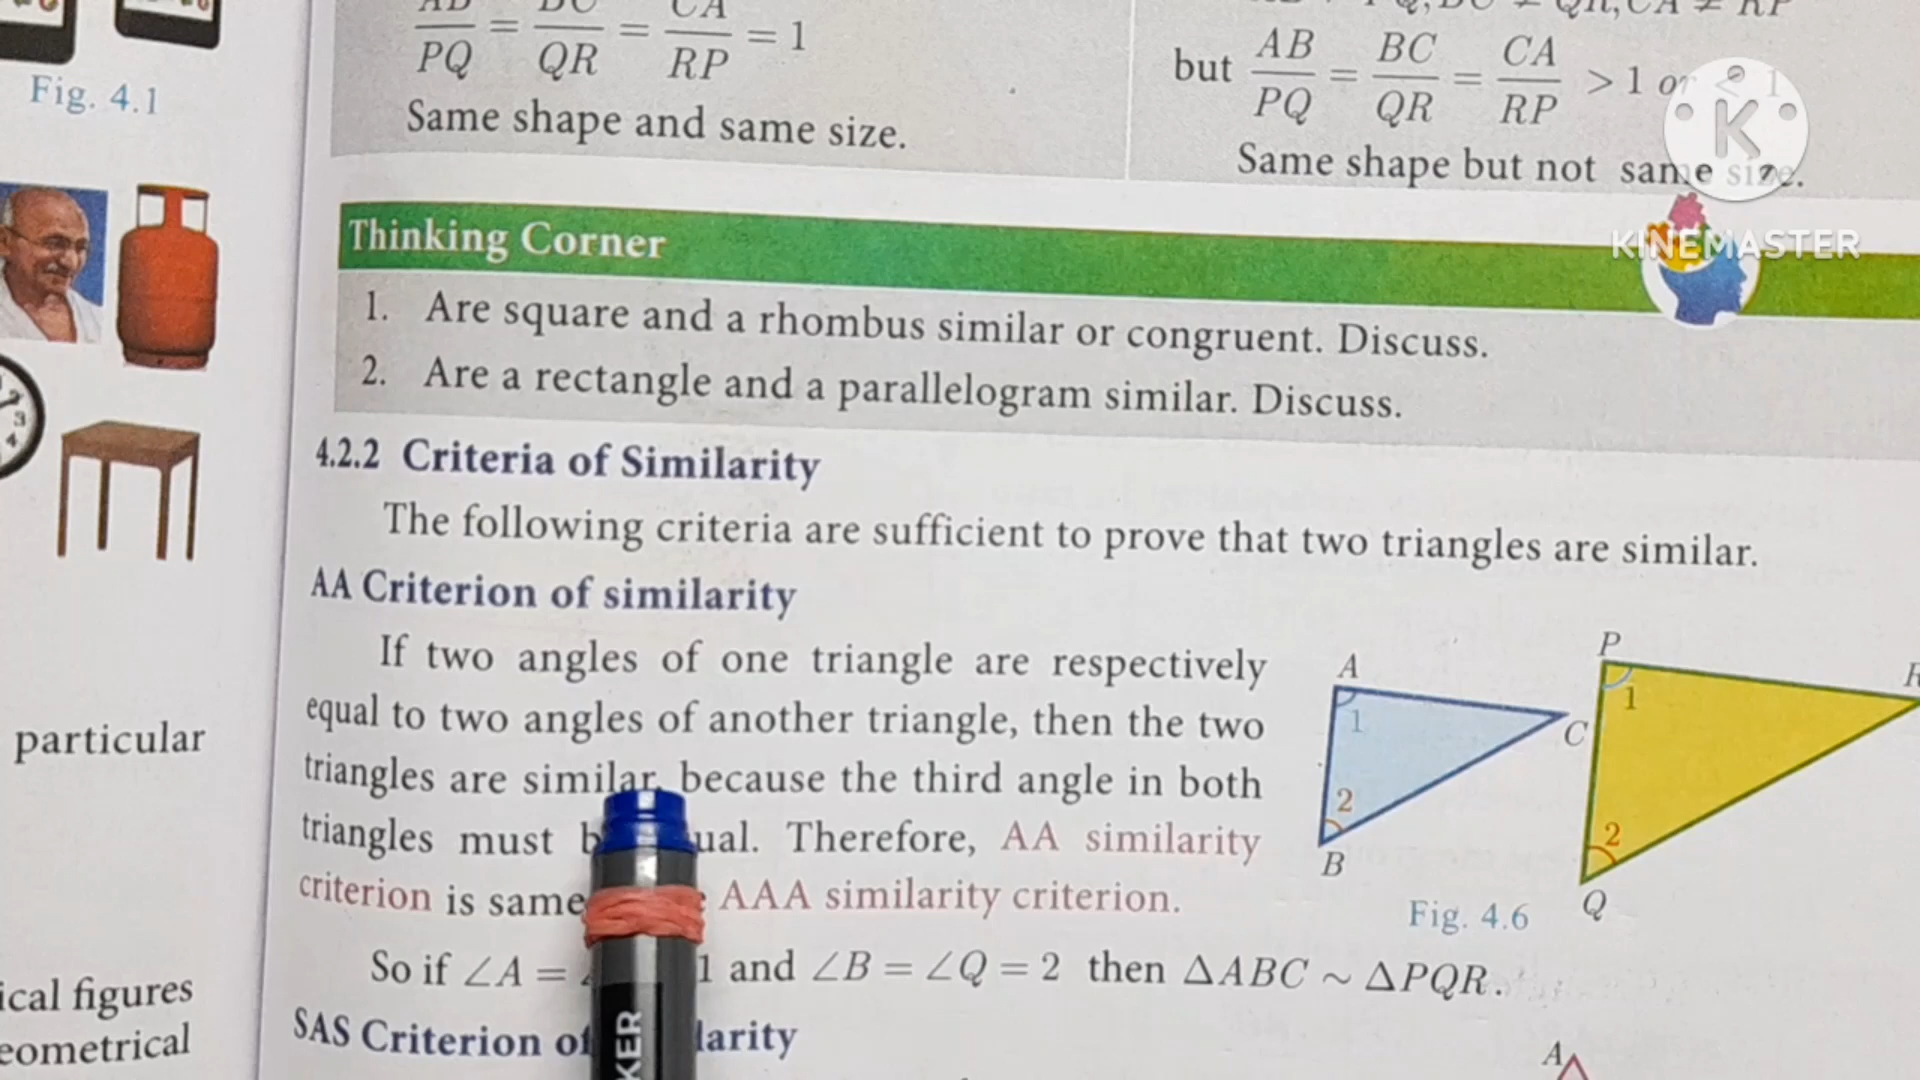 Fig. 4.1
PQ = QR = CA/RP = 1
Same shape and same size.
but AB/PQ = BC/QR = CA/RP > 1 or < 1
Same shape but not same size.
K
KINEMASTER
Thinking Corner
1. Are square and a rhombus similar or congruent. Discuss.
2. Are a rectangle and a parallelogram similar. Discuss.
4.2.2 Criteria of Similarity
The following criteria are sufficient to prove that two triangles are similar.
AA Criterion of similarity
If two angles of one triangle are respectively
equal to two angles of another triangle, then the two
triangles are similar, because the third angle in both
triangles must ual. Therefore, AA similarity
criterion is same AAA similarity criterion.
So if ∠A = 1 and ∠B = ∠Q = 2 then ΔABC ~ ΔPQR.
SAS Criterion of larity
A
1
C
2
B
P
1
2
Q
Fig. 4.6
A
2
3
4
particular
ical figures
eometrical
KER